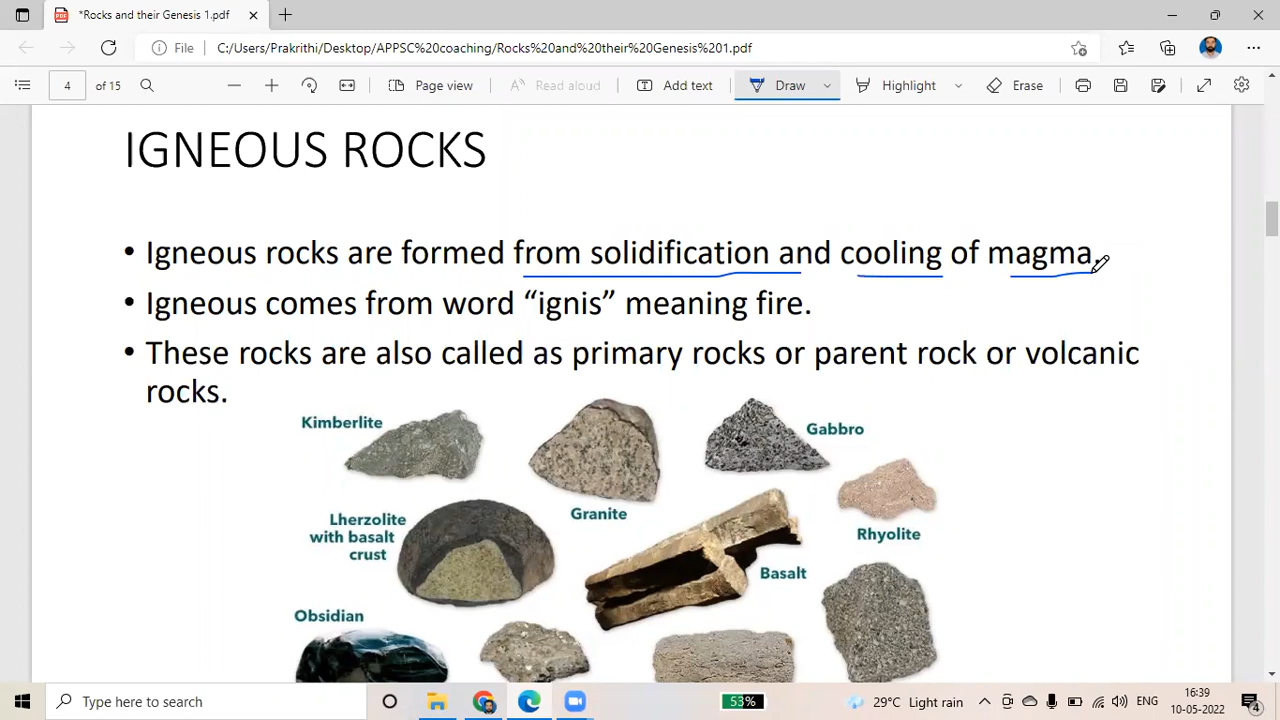 *Rocks and their Genesis 1.pdf
File C:/Users/Prakrithi/Desktop/APPSC%20coaching/Rocks%20and%20their%20Genesis%201.pdf
4 of 15 Page view Read aloud Add text Draw Highlight Erase
IGNEOUS ROCKS
• Igneous rocks are formed from solidification and cooling of magma.
• Igneous comes from word “ignis” meaning fire.
• These rocks are also called as primary rocks or parent rock or volcanic
rocks.
Kimberlite
Gabbro
Granite
Rhyolite
Lherzolite
with basalt
crust
Basalt
Obsidian
Type here to search 53% 29°C Light rain ENG 6:39
10-05-2022
4